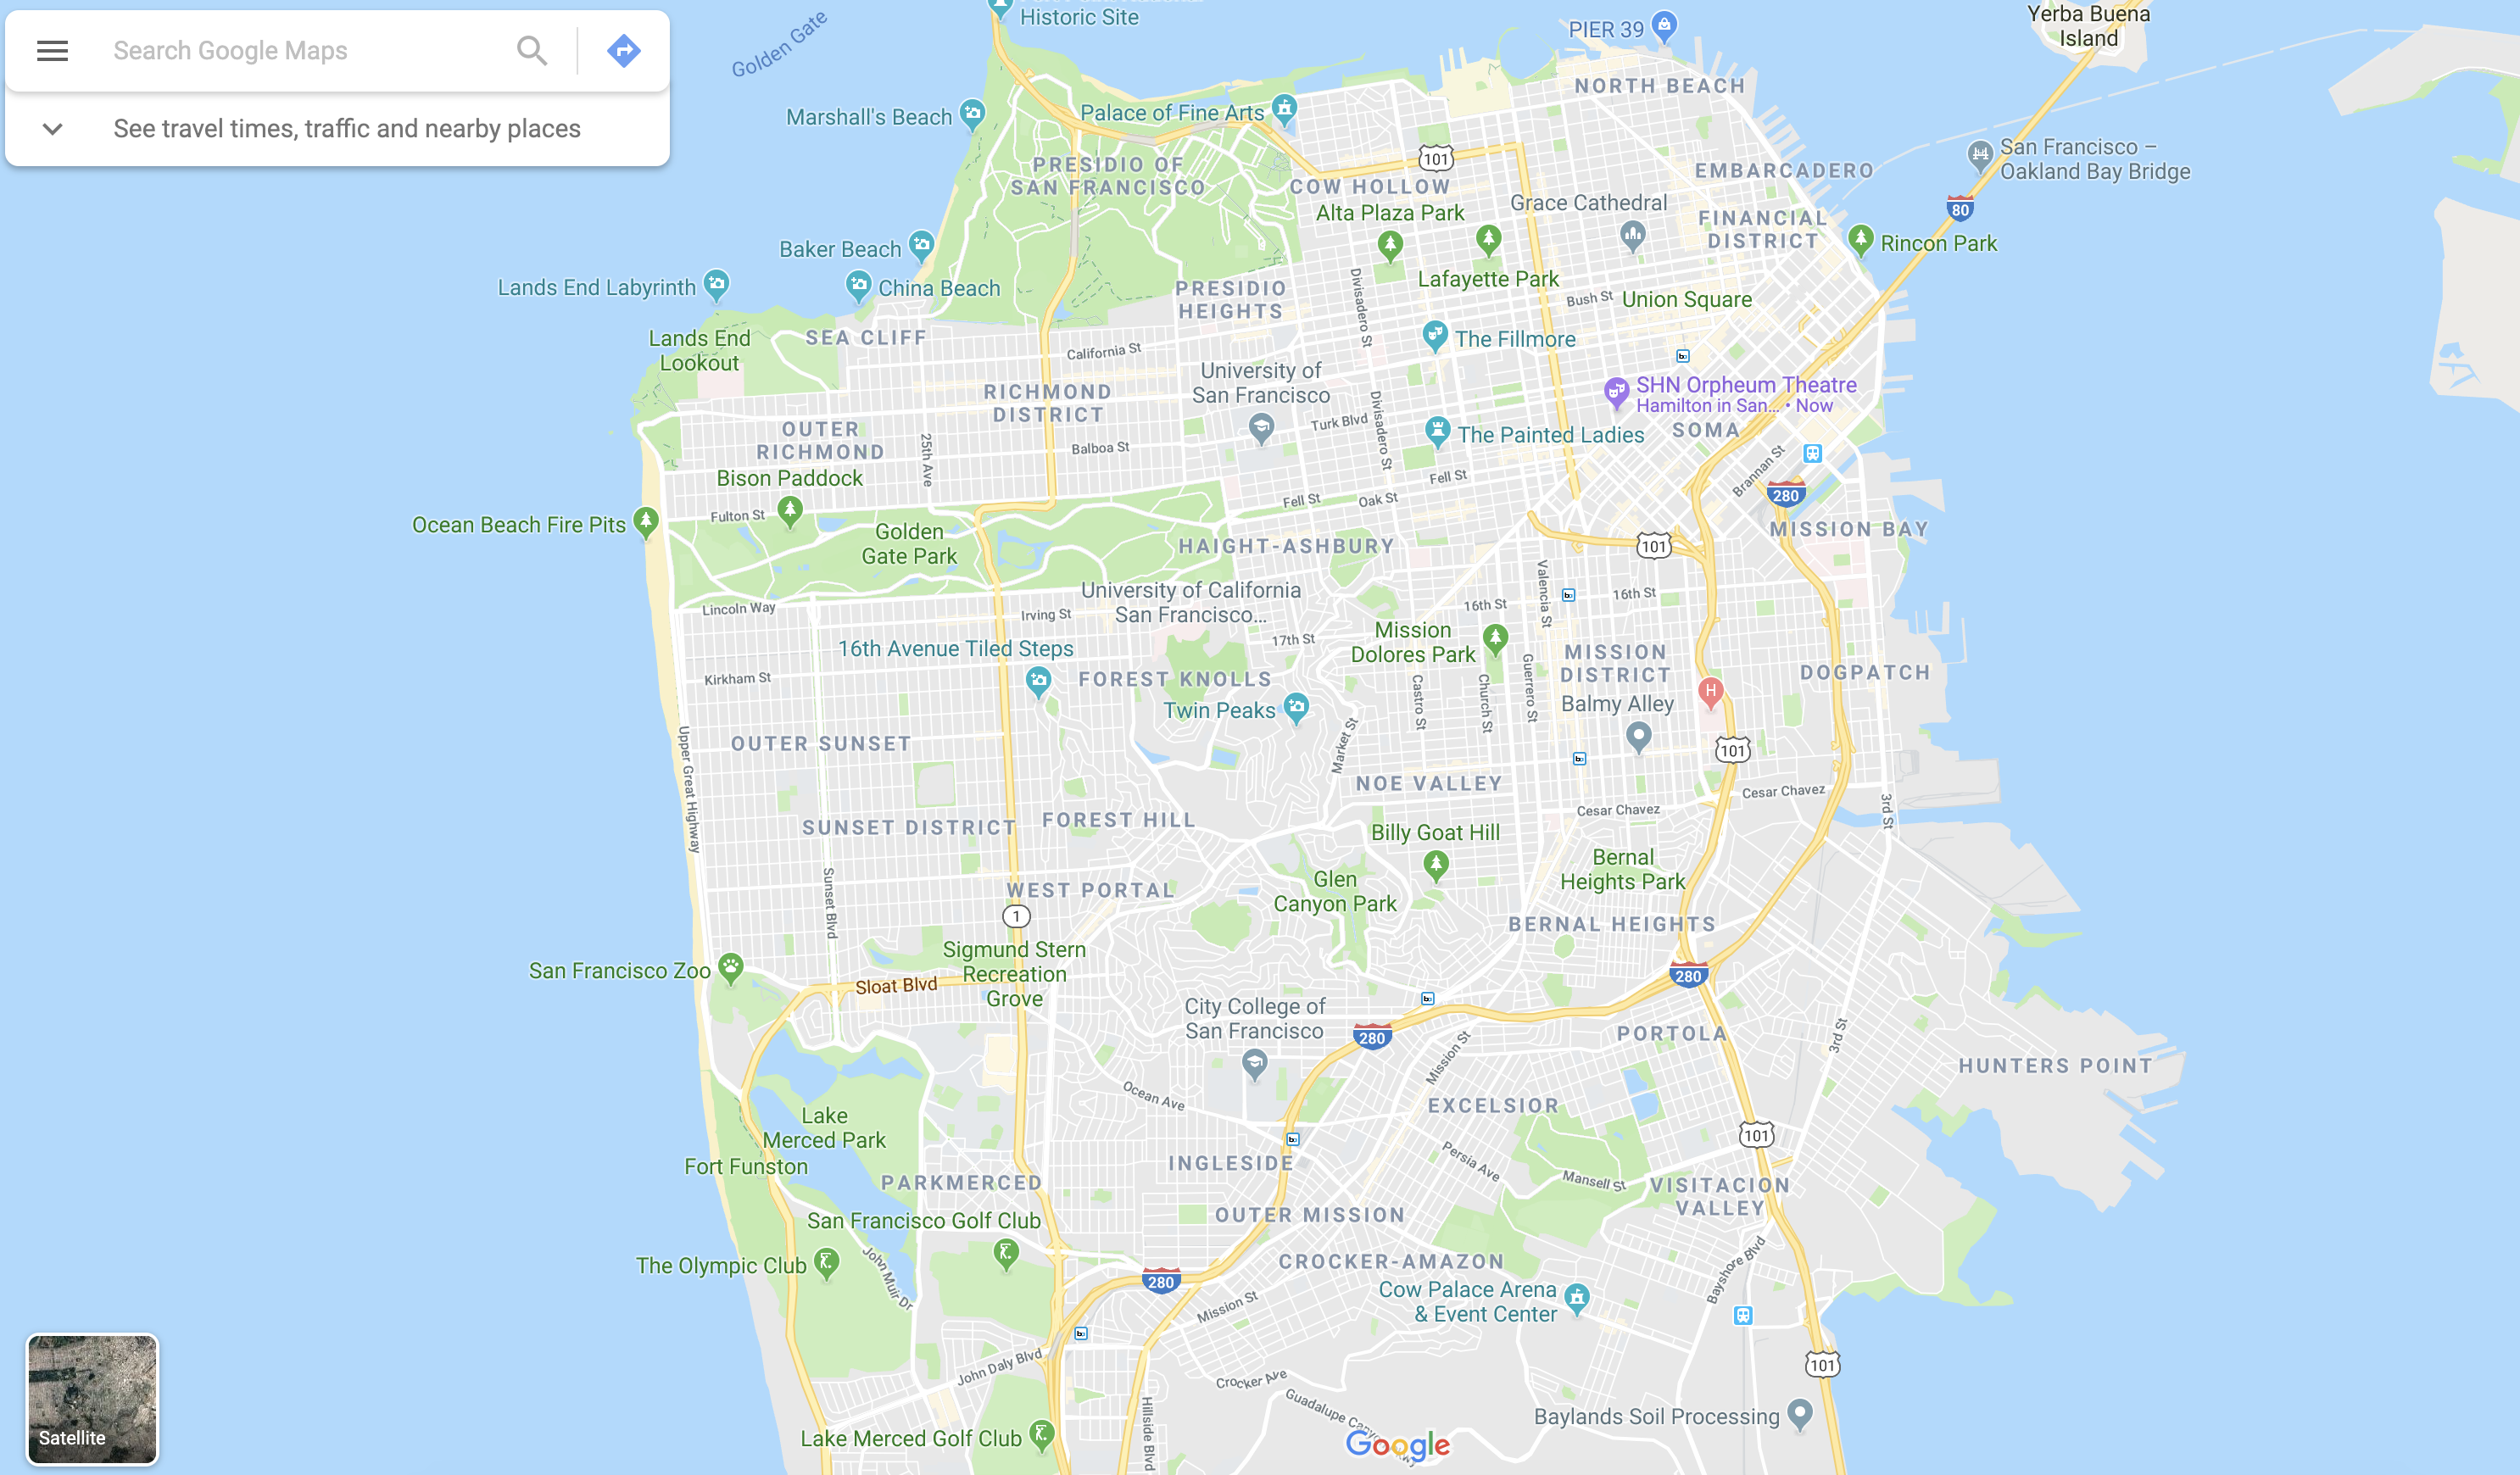 Search Google Maps
See travel times, traffic and nearby places
Historic Site
Golden Gate
PIER 39
Yerba Buena
Island
NORTH BEACH
Marshall's Beach
Palace of Fine Arts
PRESIDIO OF
SAN FRANCISCO
101
COW HOLLOW
EMBARCADERO
San Francisco –
Oakland Bay Bridge
80
Alta Plaza Park
Grace Cathedral
FINANCIAL
DISTRICT
Rincon Park
Baker Beach
Lands End Labyrinth
China Beach
PRESIDIO
HEIGHTS
Lafayette Park
Divisadero St
Bush St
Union Square
Lands End
Lookout
SEA CLIFF
California St
The Fillmore
University of
San Francisco
RICHMOND
DISTRICT
SHN Orpheum Theatre
Hamilton in San... • Now
OUTER
RICHMOND
25th Ave
Balboa St
Turk Blvd
Divisadero St
The Painted Ladies
SOMA
Brannan St
280
Bison Paddock
Fulton St
Fell St
Oak St
Fell St
Ocean Beach Fire Pits
Golden
Gate Park
HAIGHT-ASHBURY
101
MISSION BAY
University of California
San Francisco...
Lincoln Way
Irving St
16th St
Valencia St
16th St
17th St
Mission
Dolores Park
16th Avenue Tiled Steps
MISSION
DISTRICT
DOGPATCH
Kirkham St
FOREST KNOLLS
Castro St
Church St
Guerrero St
H
Balmy Alley
Twin Peaks
Market St
101
OUTER SUNSET
Upper Great Highway
NOE VALLEY
Cesar Chavez
Cesar Chavez
3rd St
SUNSET DISTRICT
FOREST HILL
Billy Goat Hill
Bernal
Heights Park
Glen
Canyon Park
Sunset Blvd
WEST PORTAL
1
BERNAL HEIGHTS
Sigmund Stern
Recreation
Grove
San Francisco Zoo
Sloat Blvd
280
City College of
San Francisco
280
Mission St
PORTOLA
3rd St
HUNTERS POINT
Ocean Ave
EXCELSIOR
Lake
Merced Park
101
Fort Funston
INGLESIDE
Persia Ave
Mansell St
PARKMERCED
VISITACION
VALLEY
San Francisco Golf Club
OUTER MISSION
The Olympic Club
John Muir Dr
CROCKER-AMAZON
Bayshore Blvd
280
Mission St
Cow Palace Arena
& Event Center
John Daly Blvd
101
Crocker Ave
Guadalupe
Hillside Blvd
Baylands Soil Processing
Lake Merced Golf Club
Satellite
Google